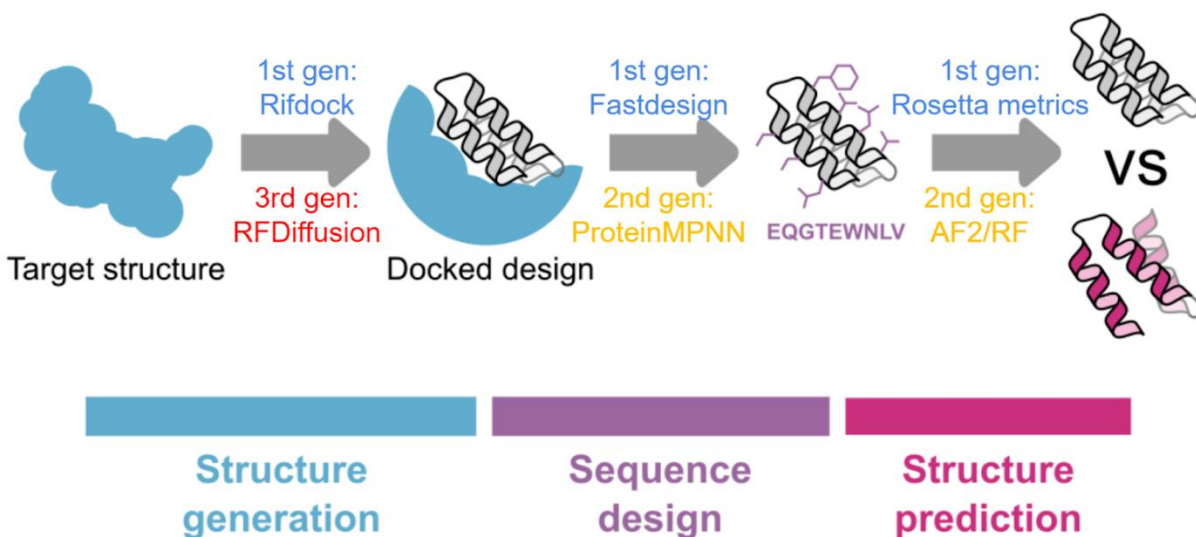 1st gen:
Rifdock
3rd gen:
RFDiffusion
Target structure
1st gen:
Fastdesign
2nd gen:
ProteinMPNN
Docked design
EQGTEWNLV
1st gen:
Rosetta metrics
2nd gen:
AF2/RF
VS
Structure
generation
Sequence
design
Structure
prediction